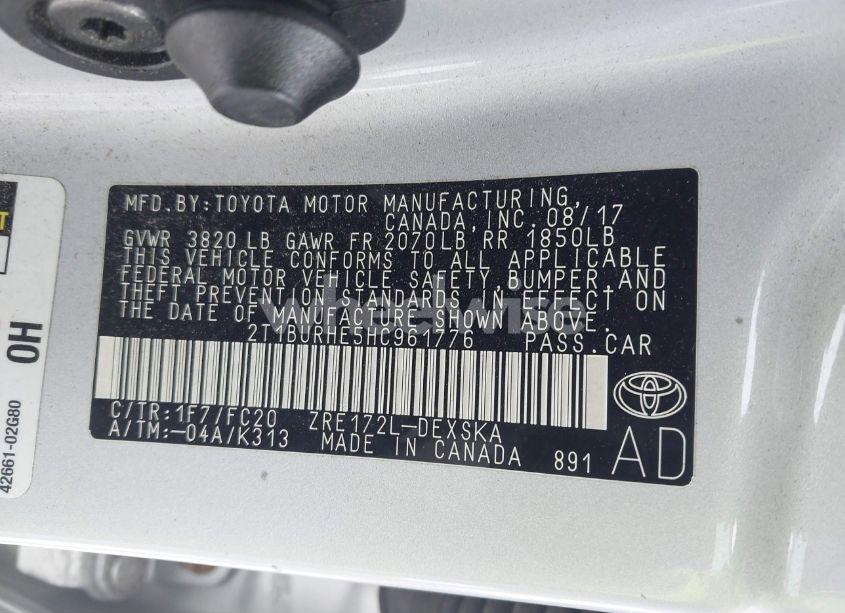 MFD.BY:TOYOTA MOTOR MANUFACTURING,
CANADA,INC. 08/17
GVWR 3820 LB GAWR FR 2070LB RR 1850LB
THIS VEHICLE CONFORMS TO ALL APPLICABLE
FEDERAL MOTOR VEHICLE SAFETY,BUMPER,AND
THEFT PREVENTION STANDARDS IN EFFECT ON
THE DATE OF MANUFACTURE SHOWN ABOVE.
2T1BURHE5HC961776 PASS.CAR
C/TR:1F7/FC20 ZRE172L-DEXSKA
A/TM:-04A/K313 MADE IN CANADA 891
AD
wheelwise
OH
42661-02G80